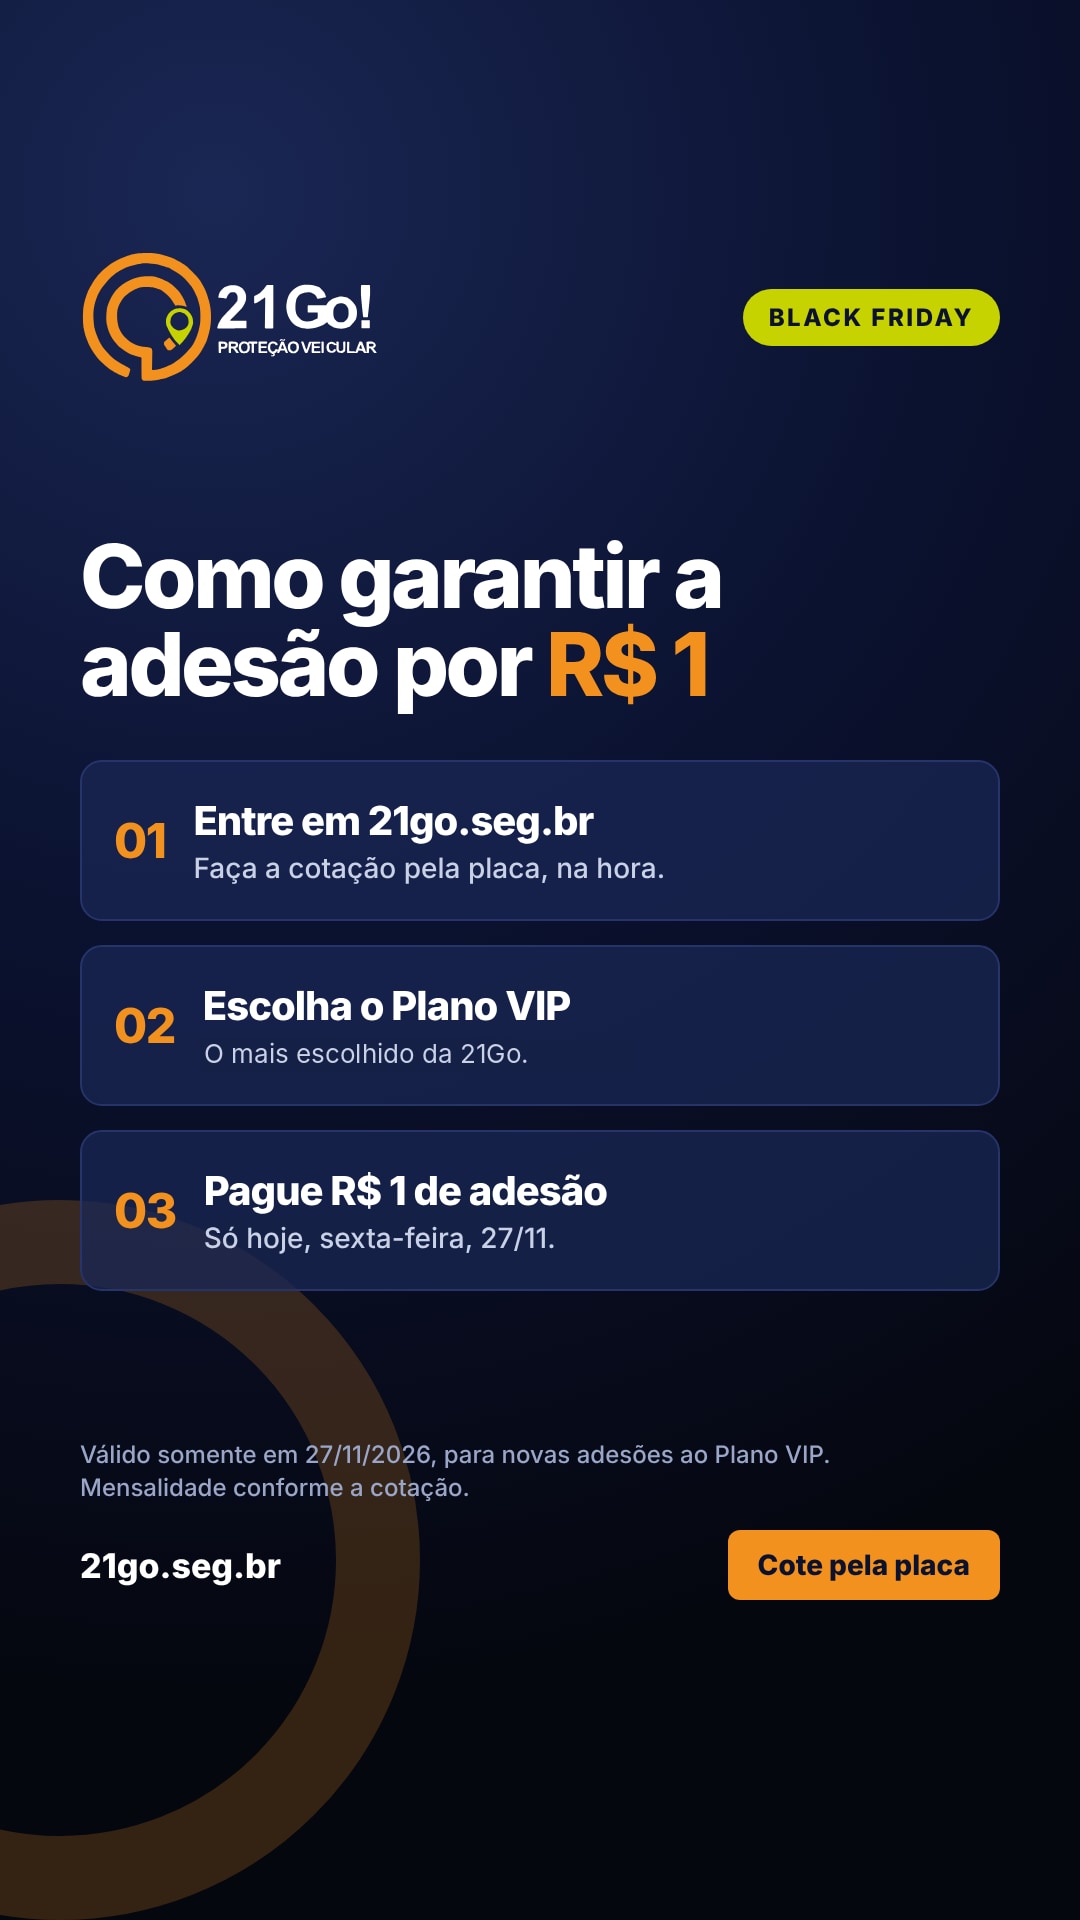 21Go!
PROTEÇÃO VEICULAR
BLACK FRIDAY
Como garantir a
adesão por R$ 1
01
Entre em 21go.seg.br
Faça a cotação pela placa, na hora.
02
Escolha o Plano VIP
O mais escolhido da 21Go.
03
Pague R$ 1 de adesão
Só hoje, sexta-feira, 27/11.
Válido somente em 27/11/2026, para novas adesões ao Plano VIP.
Mensalidade conforme a cotação.
21go.seg.br
Cote pela placa